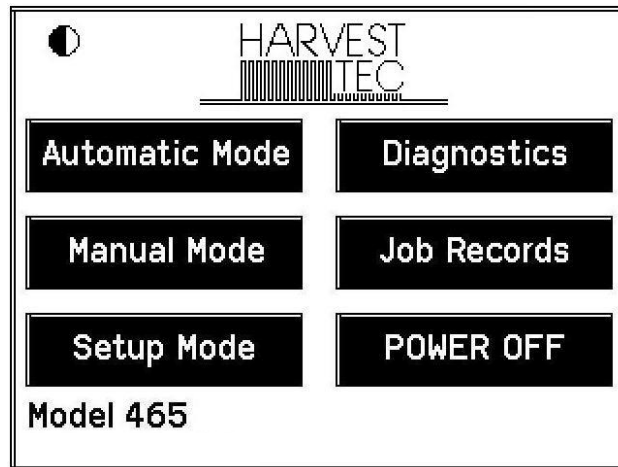 HARVEST
TEC
Automatic Mode
Diagnostics
Manual Mode
Job Records
Setup Mode
POWER OFF
Model 465